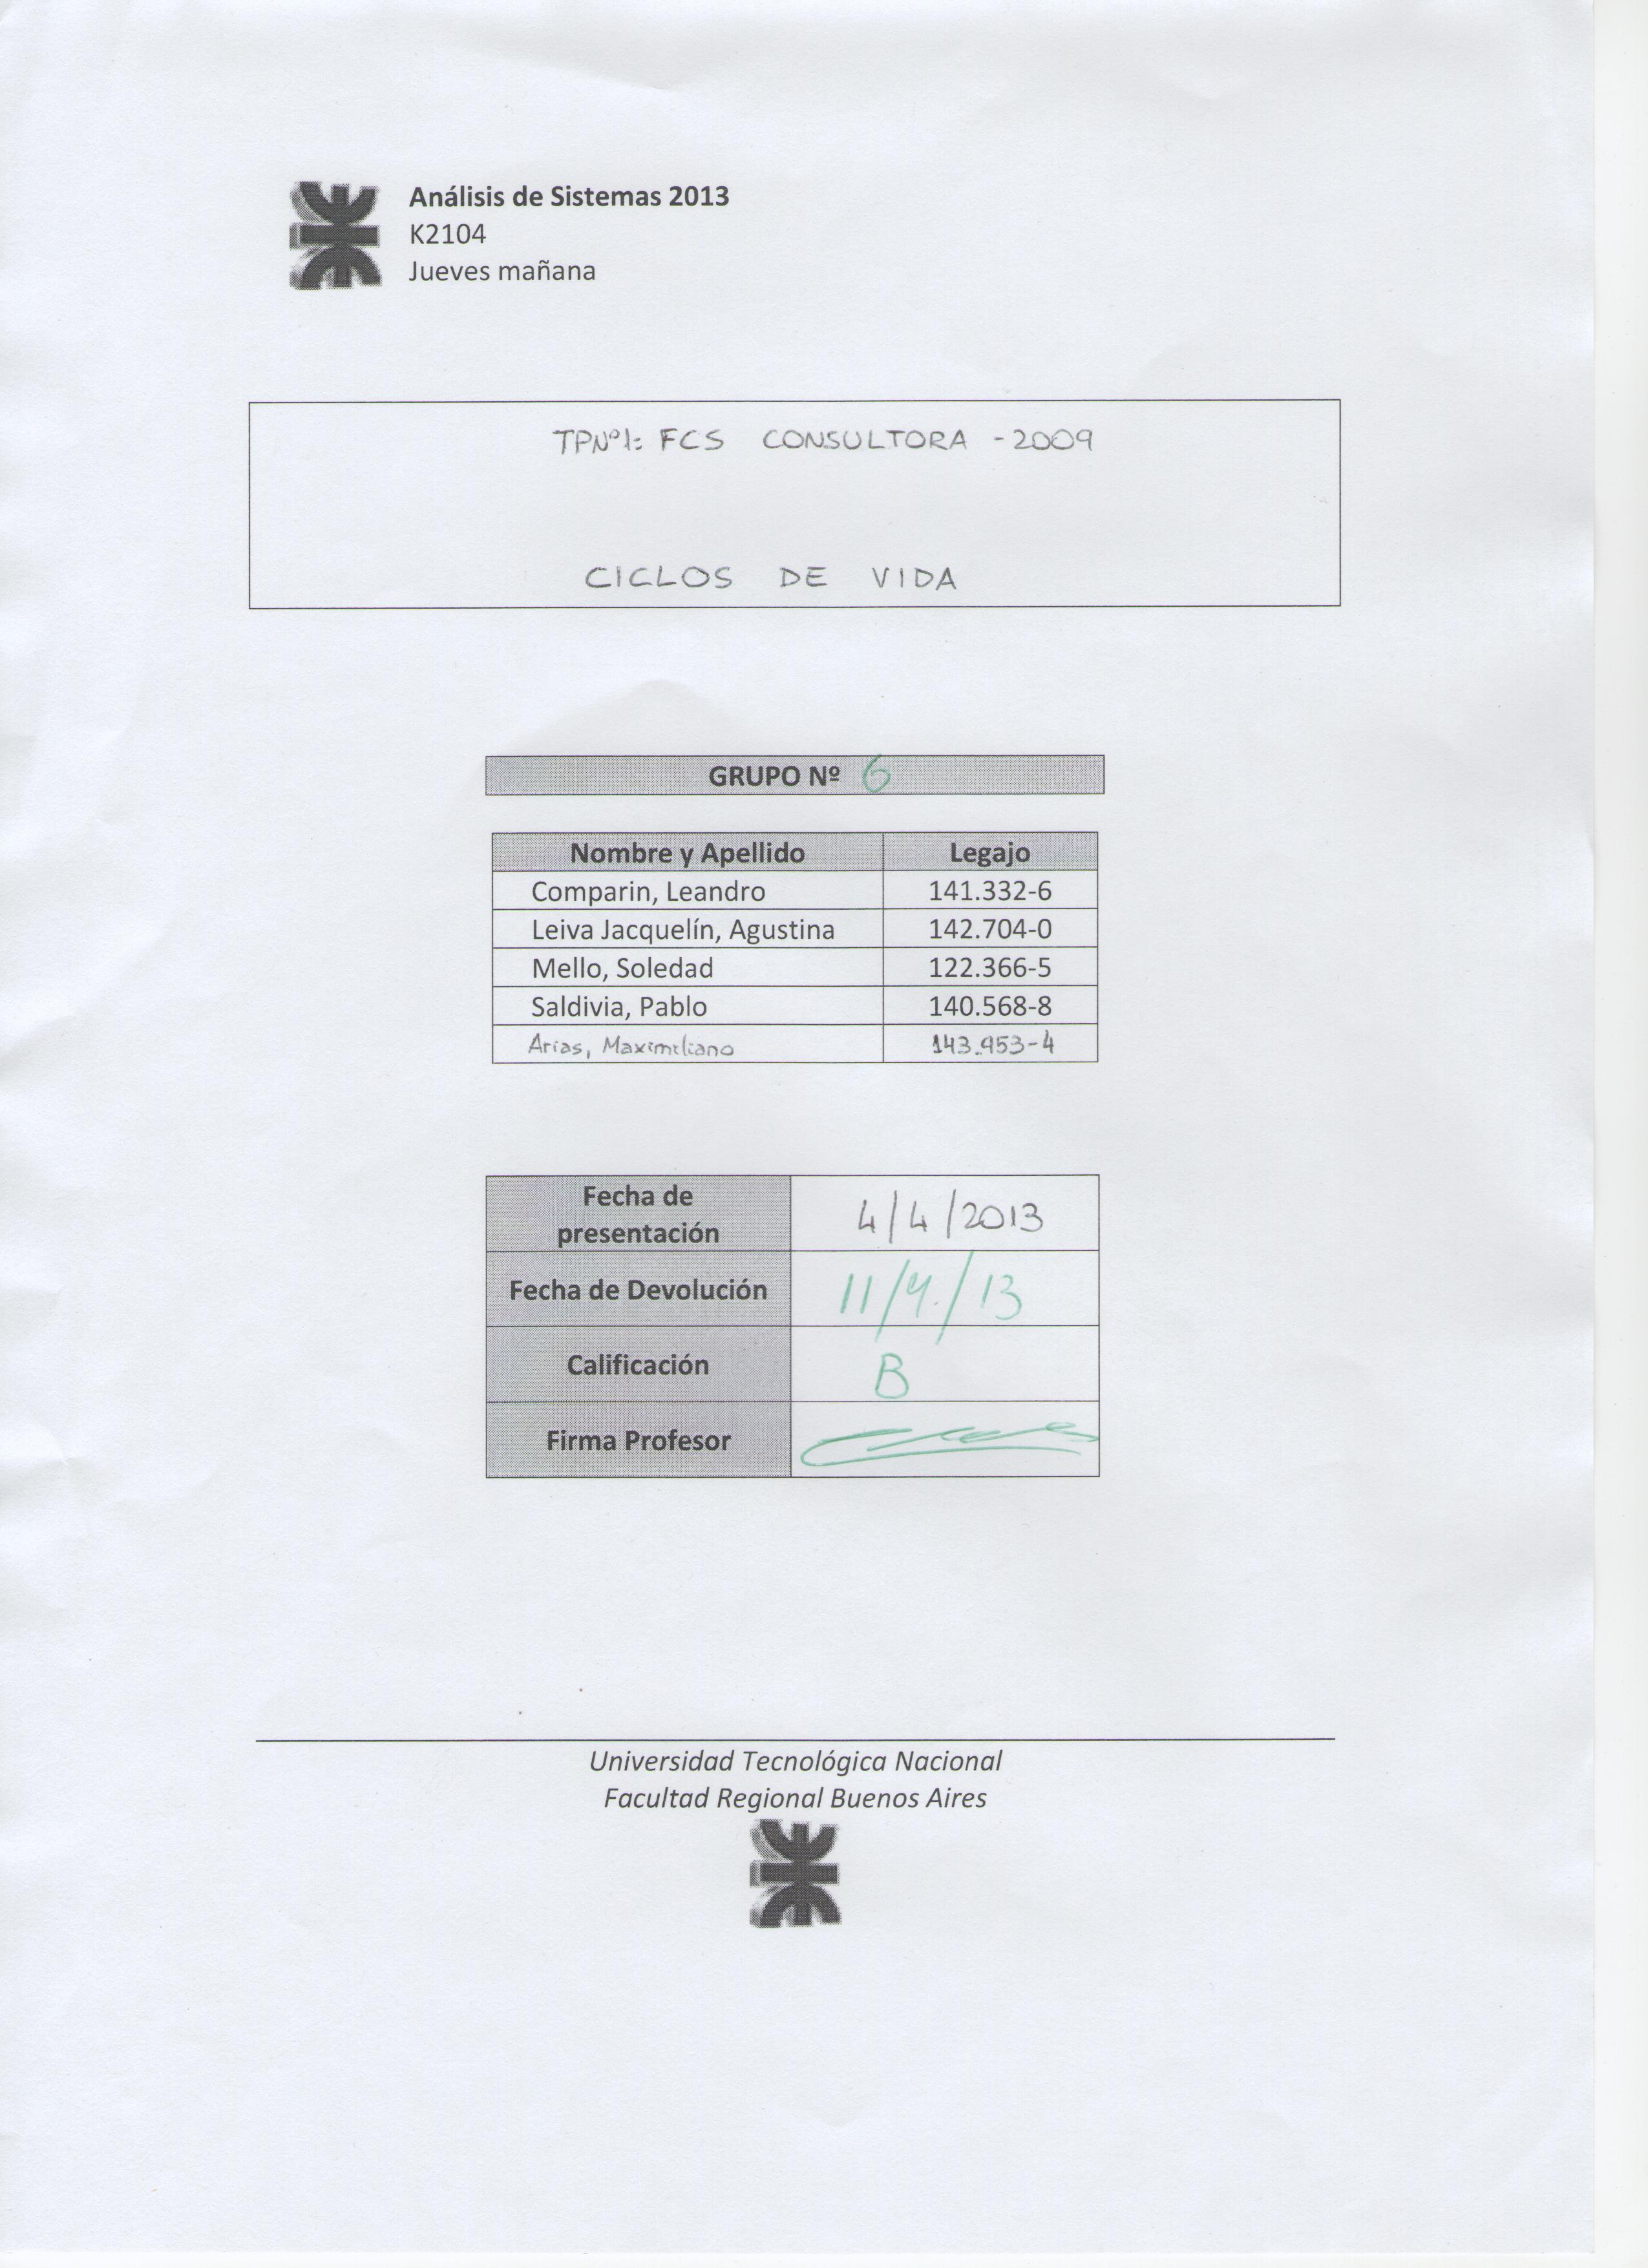 Análisis de Sistemas 2013
K2104
Jueves mañana
TPNº1: FCS CONSULTORA - 2009
CICLOS DE VIDA
GRUPO Nº 6
Nombre y Apellido Legajo
Comparin, Leandro 141.332-6
Leiva Jacquelín, Agustina 142.704-0
Mello, Soledad 122.366-5
Saldivia, Pablo 140.568-8
Arias, Maximiliano 143.953-4
Fecha de
presentación 4/4/2013
Fecha de Devolución 11/4/13
Calificación B
Firma Profesor
Universidad Tecnológica Nacional
Facultad Regional Buenos Aires